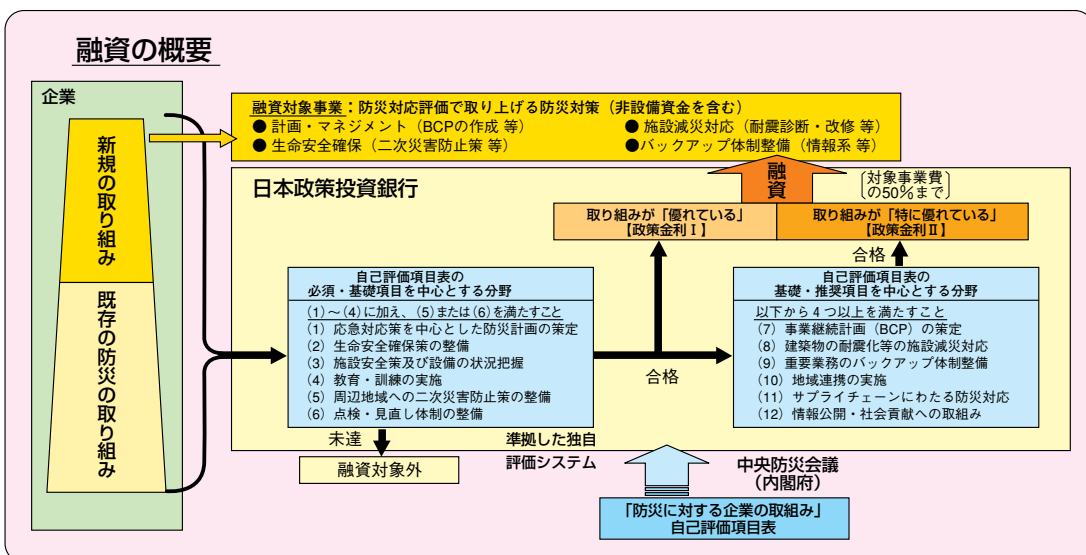 融資の概要
企業
新規の取り組み
既存の防災の取り組み
融資対象事業：防災対応評価で取り上げる防災対策（非設備資金を含む）
● 計画・マネジメント（BCPの作成 等）
● 施設減災対応（耐震診断・改修 等）
● 生命安全確保（二次災害防止策 等）
●バックアップ体制整備（情報系 等）
日本政策投資銀行
融資
〔対象事業費
の50％まで〕
取り組みが「優れている」
【政策金利Ⅰ】
取り組みが「特に優れている」
【政策金利Ⅱ】
合格
自己評価項目表の
必須・基礎項目を中心とする分野
(1)～(4)に加え、(5)または(6)を満たすこと
(1) 応急対応策を中心とした防災計画の策定
(2) 生命安全確保策の整備
(3) 施設安全策及び設備の状況把握
(4) 教育・訓練の実施
(5) 周辺地域への二次災害防止策の整備
(6) 点検・見直し体制の整備
合格
自己評価項目表の
基礎・推奨項目を中心とする分野
以下から４つ以上を満たすこと
(7) 事業継続計画（BCP）の策定
(8) 建築物の耐震化等の施設減災対応
(9) 重要業務のバックアップ体制整備
(10) 地域連携の実施
(11) サプライチェーンにわたる防災対応
(12) 情報公開・社会貢献への取組み
未達
融資対象外
準拠した独自
評価システム
中央防災会議
（内閣府）
「防災に対する企業の取組み」
自己評価項目表